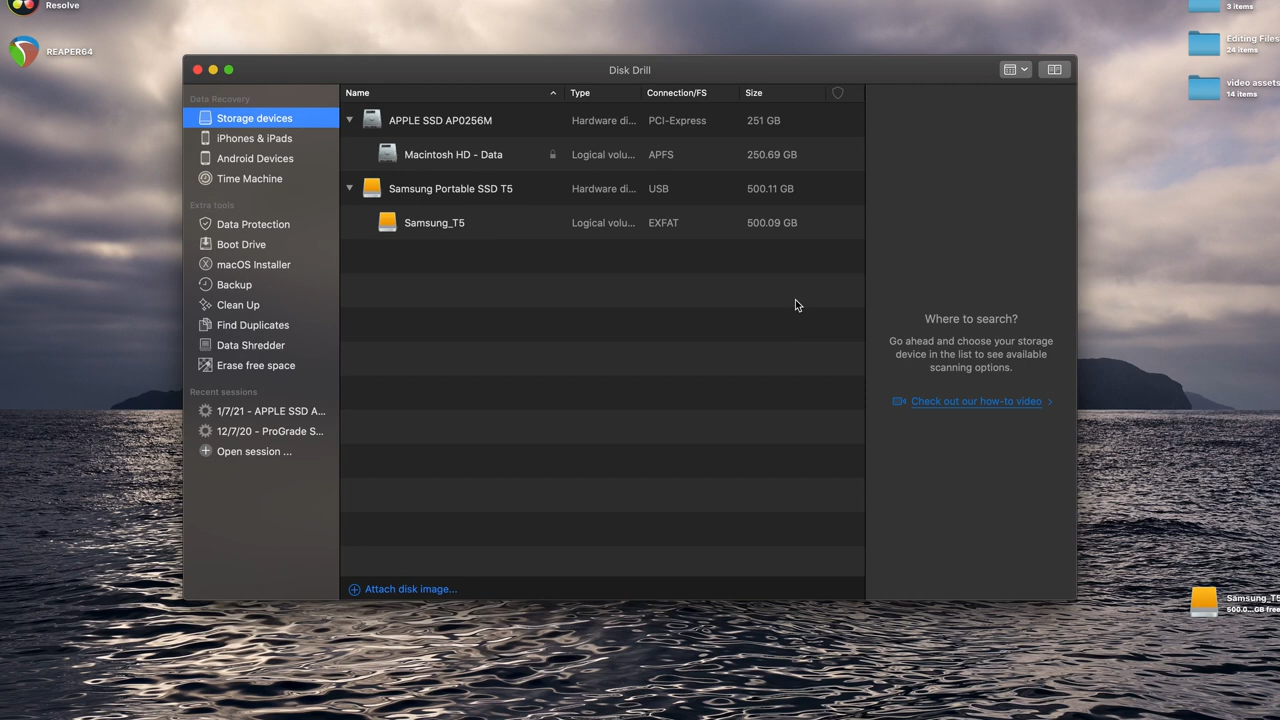 Resolve
REAPER64
3 items
Editing Files
24 items
video assets
14 items
Disk Drill
Data Recovery
Storage devices
iPhones & iPads
Android Devices
Time Machine
Extra tools
Data Protection
Boot Drive
macOS Installer
Backup
Clean Up
Find Duplicates
Data Shredder
Erase free space
Recent sessions
1/7/21 - APPLE SSD A...
12/7/20 - ProGrade S...
Open session ...
Name Type Connection/FS Size
APPLE SSD AP0256M Hardware di... PCI-Express 251 GB
Macintosh HD - Data Logical volu... APFS 250.69 GB
Samsung Portable SSD T5 Hardware di... USB 500.11 GB
Samsung_T5 Logical volu... EXFAT 500.09 GB
Attach disk image...
Where to search?
Go ahead and choose your storage
device in the list to see available
scanning options.
Check out our how-to video
Samsung_T5
500.0...GB free